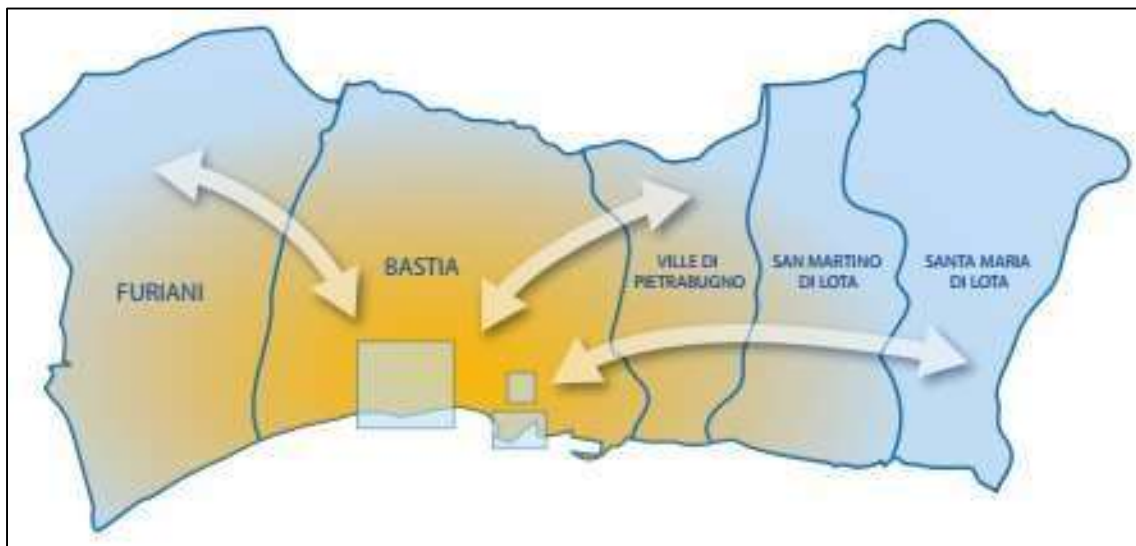 FURIANI
BASTIA
VILLE DI
PIETRABUGNO
SAN MARTINO
DI LOTA
SANTA MARIA
DI LOTA